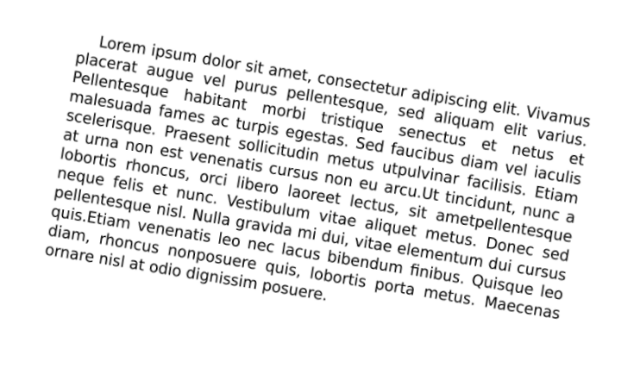 Lorem ipsum dolor sit amet, consectetur adipiscing elit. Vivamus
placerat augue vel purus pellentesque, sed aliquam elit varius.
Pellentesque habitant morbi tristique senectus et netus et
malesuada fames ac turpis egestas. Sed faucibus diam vel iaculis
scelerisque. Praesent sollicitudin metus utpulvinar facilisis. Etiam
at urna non est venenatis cursus non eu arcu.Ut tincidunt, nunc a
lobortis rhoncus, orci libero laoreet lectus, sit ametpellentesque
neque felis et nunc. Vestibulum vitae aliquet metus. Donec sed
pellentesque nisl. Nulla gravida mi dui, vitae elementum dui cursus
quis.Etiam venenatis leo nec lacus bibendum finibus. Quisque leo
diam, rhoncus nonposuere quis, lobortis porta metus. Maecenas
ornare nisl at odio dignissim posuere.